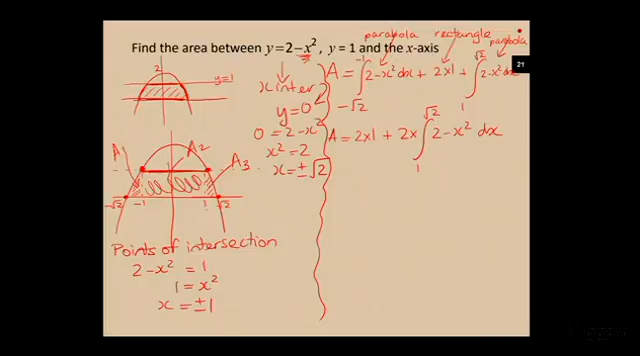 Find the area between y = 2 − x², y = 1 and the x-axis
2
y=1
x inter
y = 0
0 = 2 − x²
x² = 2
x = ±√2
A₁
A₂
A₃
−√2 −1 1 √2
Points of intersection
2 − x² = 1
1 = x²
x = ±1
parabola rectangle parabola
A = ∫_{−√2}^{−1} 2 − x² dx + 2x1 + ∫_{1}^{√2} 2 − x² dx
A = 2x1 + 2x ∫_{1}^{√2} 2 − x² dx
21